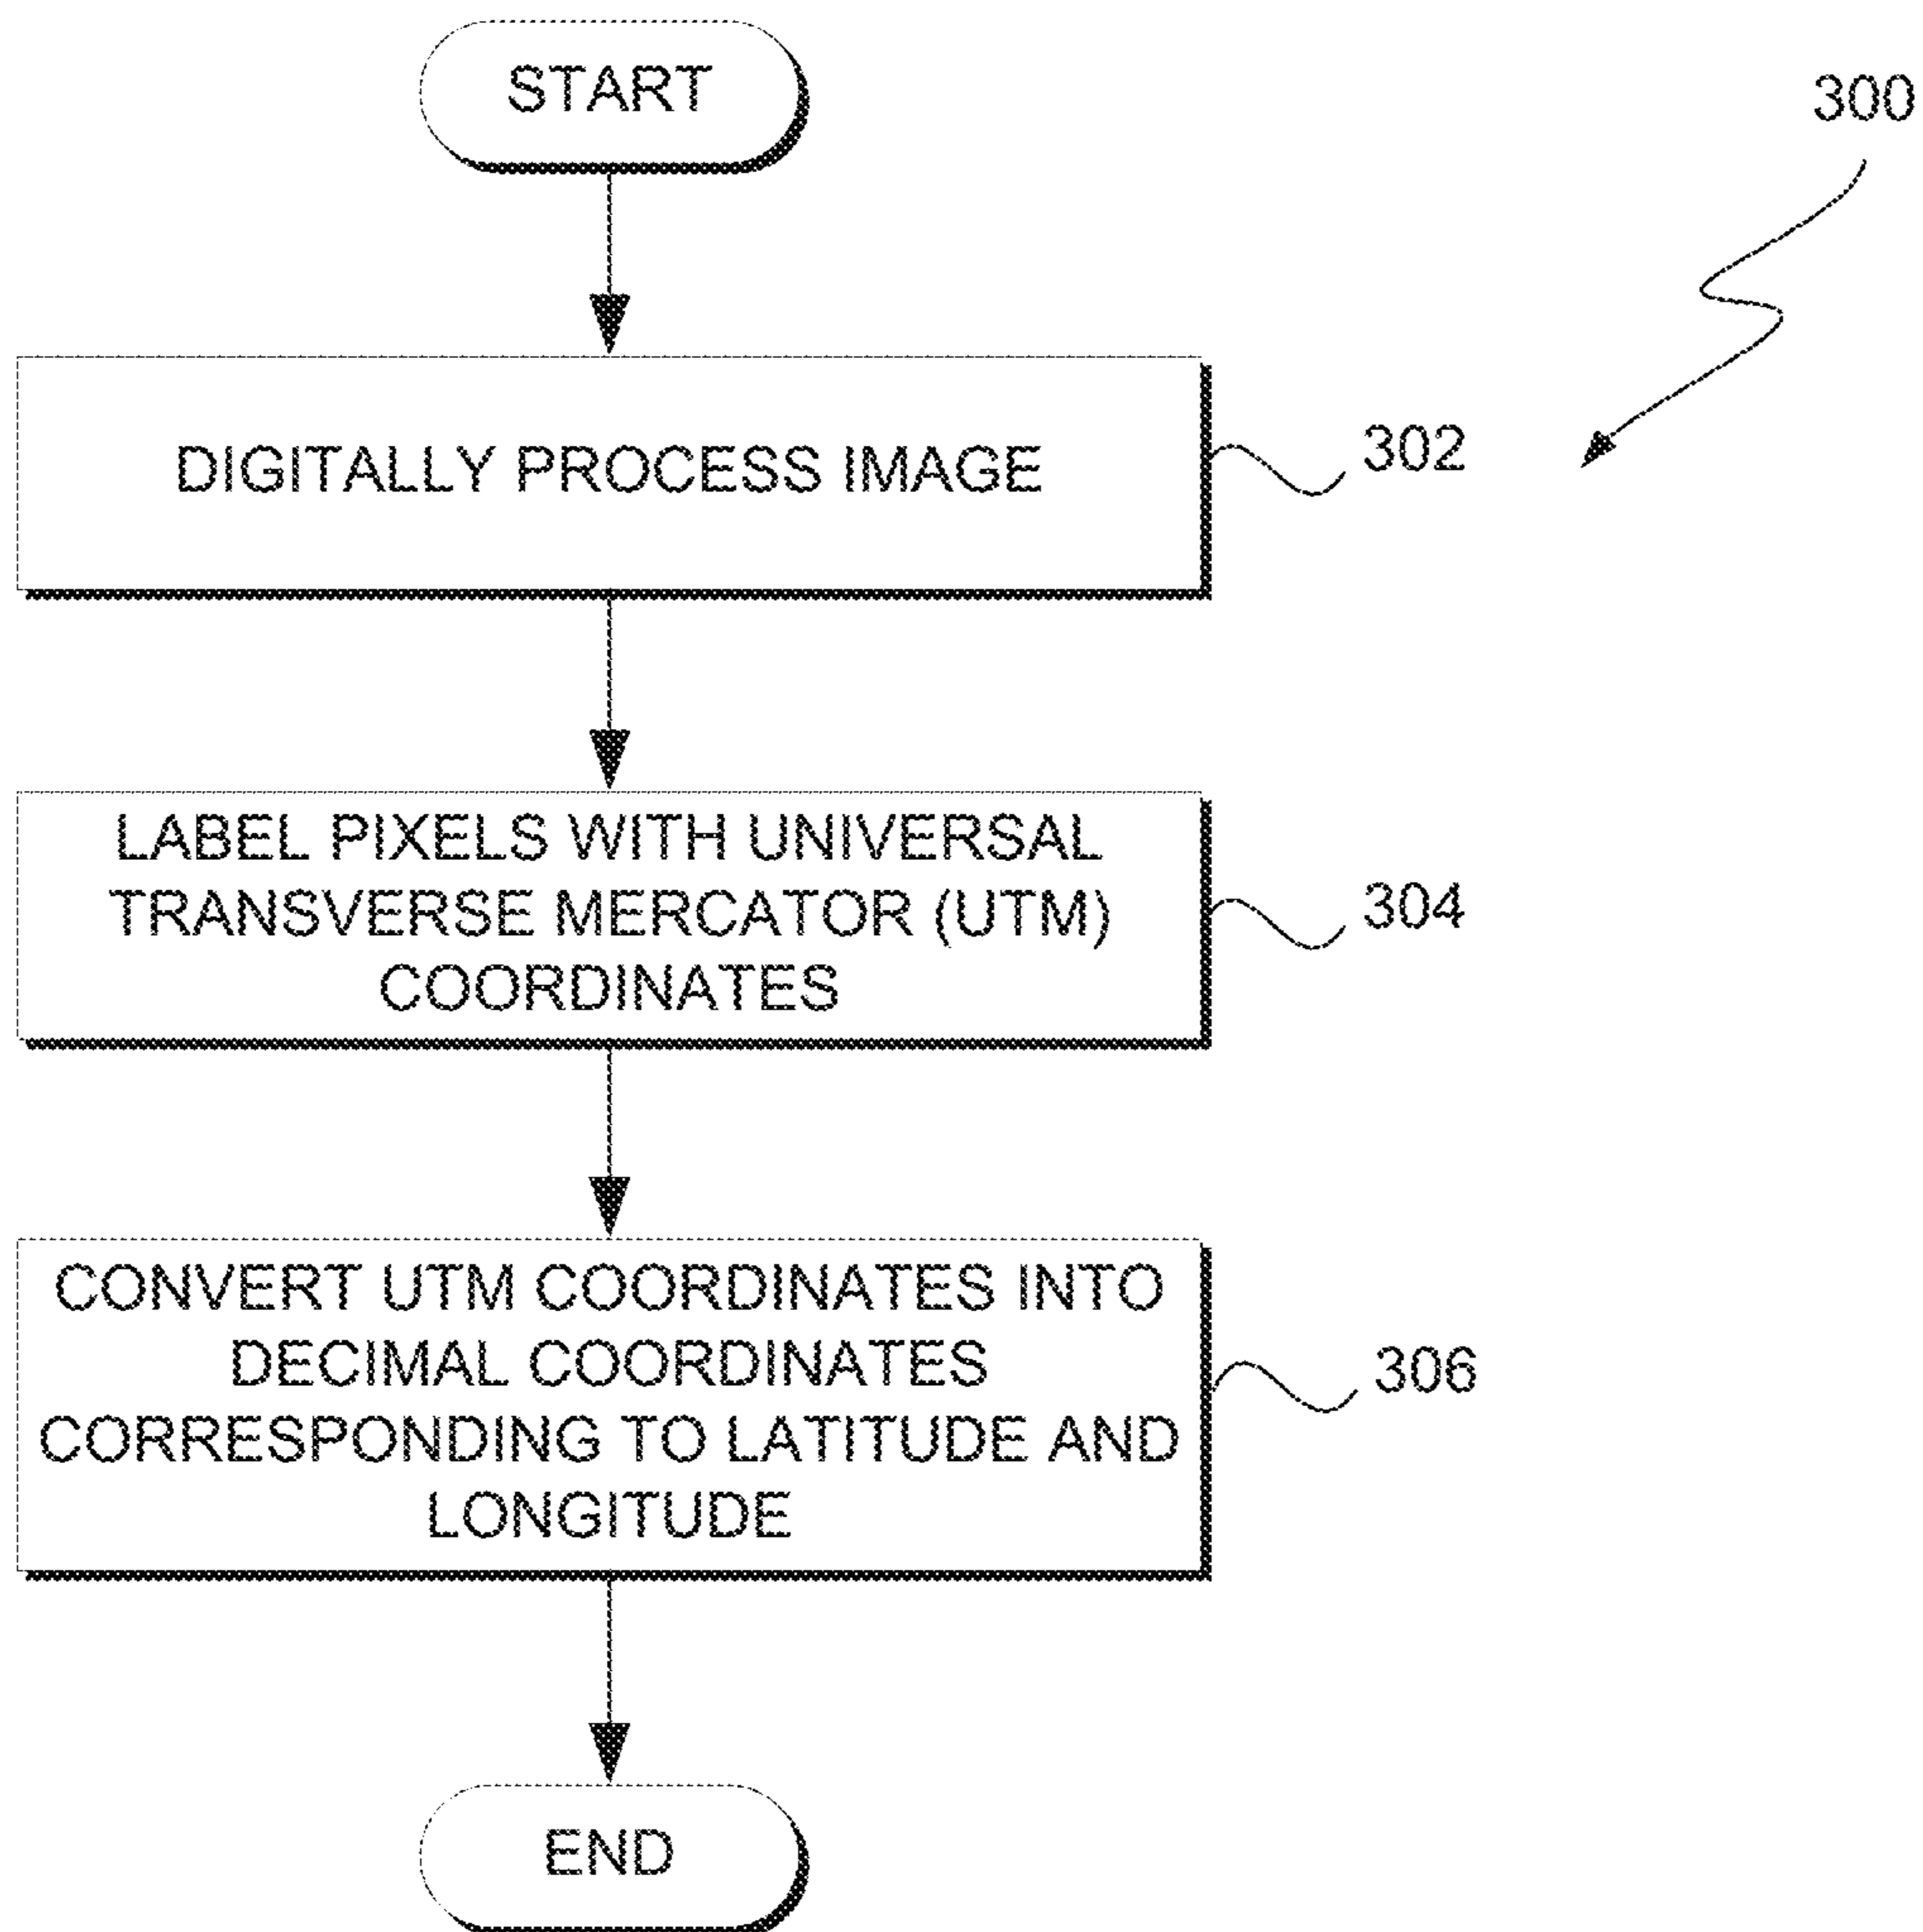 START
300
DIGITALLY PROCESS IMAGE
302
LABEL PIXELS WITH UNIVERSAL
TRANSVERSE MERCATOR (UTM)
COORDINATES
304
CONVERT UTM COORDINATES INTO
DECIMAL COORDINATES
CORRESPONDING TO LATITUDE AND
LONGITUDE
306
END